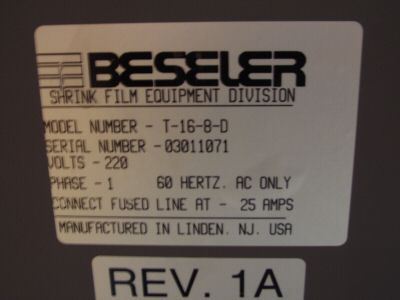 BESELER
SHRINK FILM EQUIPMENT DIVISION
MODEL NUMBER - T-16-8-D
SERIAL NUMBER - 03011071
VOLTS - 220
PHASE - 1 60 HERTZ. AC ONLY
CONNECT FUSED LINE AT - 25 AMPS
MANUFACTURED IN LINDEN. NJ. USA
REV. 1A